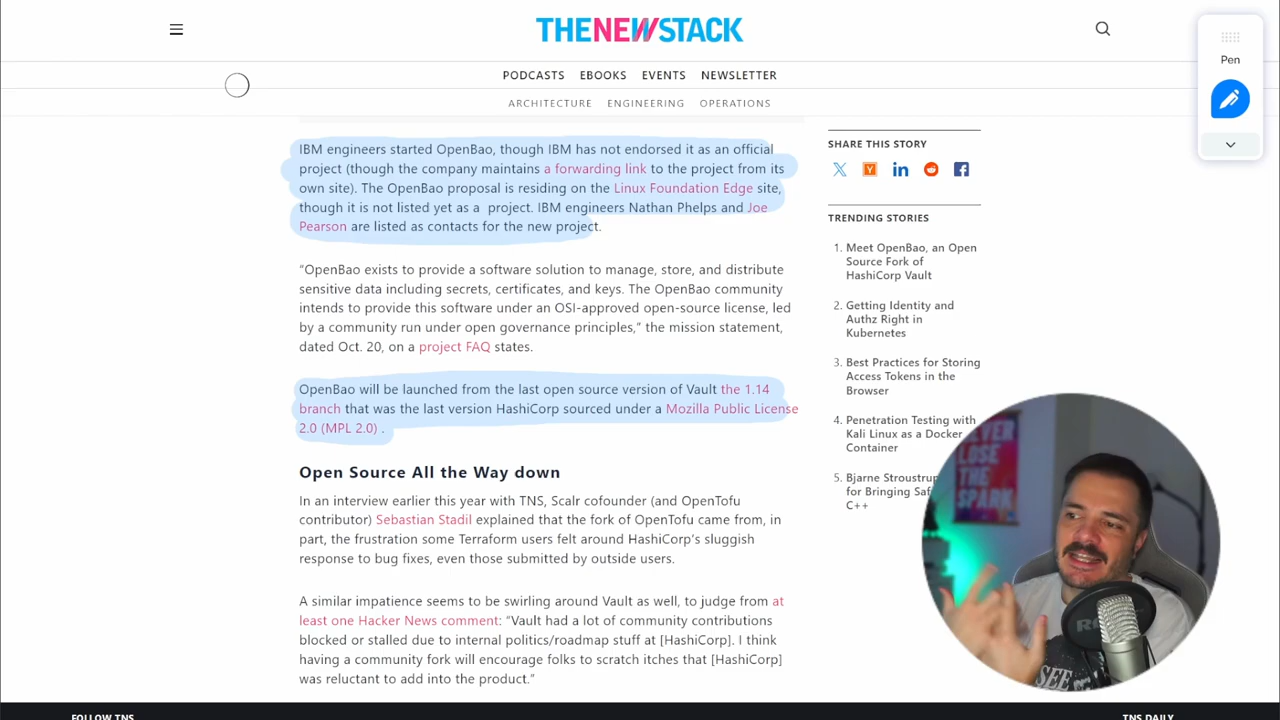 THENEWSTACK
Pen
PODCASTS EBOOKS EVENTS NEWSLETTER
ARCHITECTURE ENGINEERING OPERATIONS
IBM engineers started OpenBao, though IBM has not endorsed it as an official
project (though the company maintains a forwarding link to the project from its
own site). The OpenBao proposal is residing on the Linux Foundation Edge site,
though it is not listed yet as a project. IBM engineers Nathan Phelps and Joe
Pearson are listed as contacts for the new project.
“OpenBao exists to provide a software solution to manage, store, and distribute
sensitive data including secrets, certificates, and keys. The OpenBao community
intends to provide this software under an OSI-approved open-source license, led
by a community run under open governance principles,” the mission statement,
dated Oct. 20, on a project FAQ states.
OpenBao will be launched from the last open source version of Vault the 1.14
branch that was the last version HashiCorp sourced under a Mozilla Public License
2.0 (MPL 2.0) .
Open Source All the Way down
In an interview earlier this year with TNS, Scalr cofounder (and OpenTofu
contributor) Sebastian Stadil explained that the fork of OpenTofu came from, in
part, the frustration some Terraform users felt around HashiCorp’s sluggish
response to bug fixes, even those submitted by outside users.
A similar impatience seems to be swirling around Vault as well, to judge from at
least one Hacker News comment: “Vault had a lot of community contributions
blocked or stalled due to internal politics/roadmap stuff at [HashiCorp]. I think
having a community fork will encourage folks to scratch itches that [HashiCorp]
was reluctant to add into the product.”
SHARE THIS STORY
TRENDING STORIES
1. Meet OpenBao, an Open
Source Fork of
HashiCorp Vault
2. Getting Identity and
Authz Right in
Kubernetes
3. Best Practices for Storing
Access Tokens in the
Browser
4. Penetration Testing with
Kali Linux as a Docker
Container
5. Bjarne Stroustrup
for Bringing
C++
LOSE
THE
SPARK
SEE
FOLLOW TNS
TNS DAILY